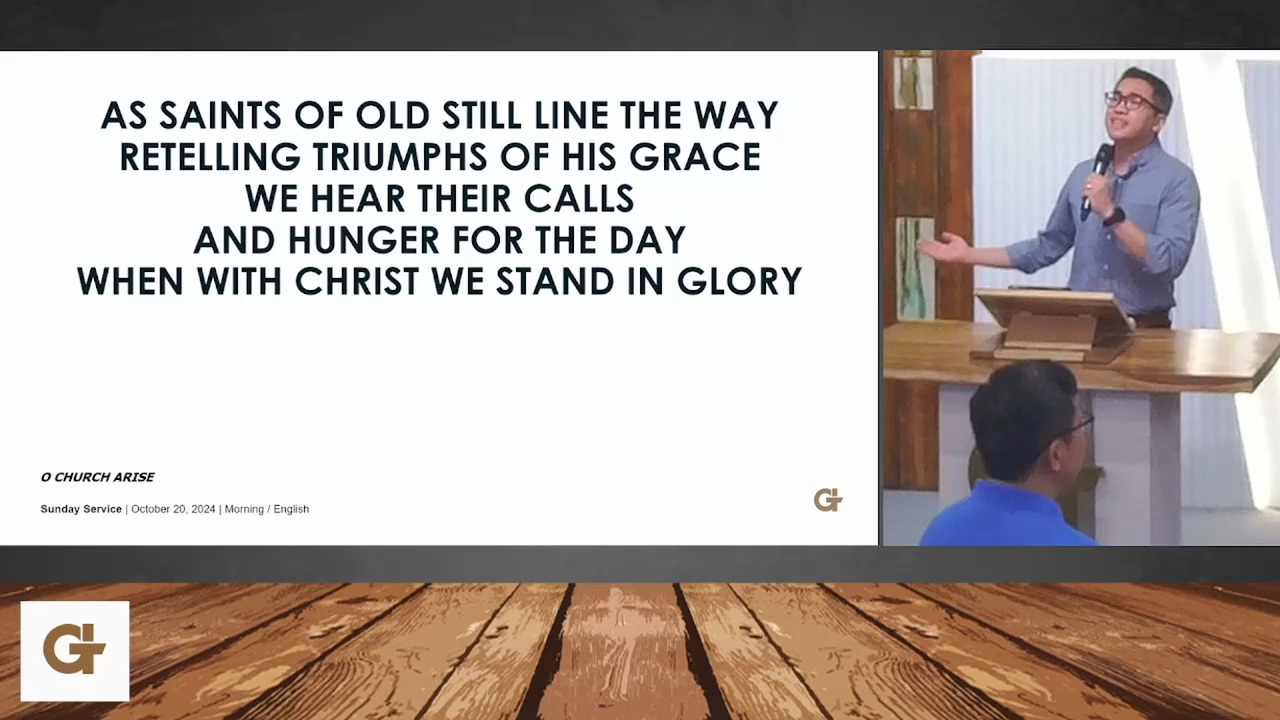 AS SAINTS OF OLD STILL LINE THE WAY
RETELLING TRIUMPHS OF HIS GRACE
WE HEAR THEIR CALLS
AND HUNGER FOR THE DAY
WHEN WITH CHRIST WE STAND IN GLORY
O CHURCH ARISE
Sunday Service | October 20, 2024 | Morning / English